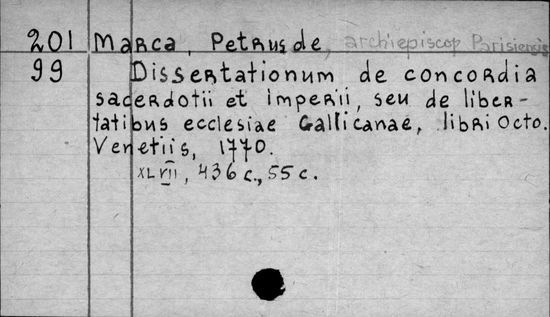 201 Marca, Petrus de, archiepiscop Parisiensis
99 Dissertationum de concordia
sacerdotii et imperii, seu de liber-
tatibus ecclesiae Gallicanae, libri octo.
Venetiis, 1770.
XLVII, 436 c., 55 c.